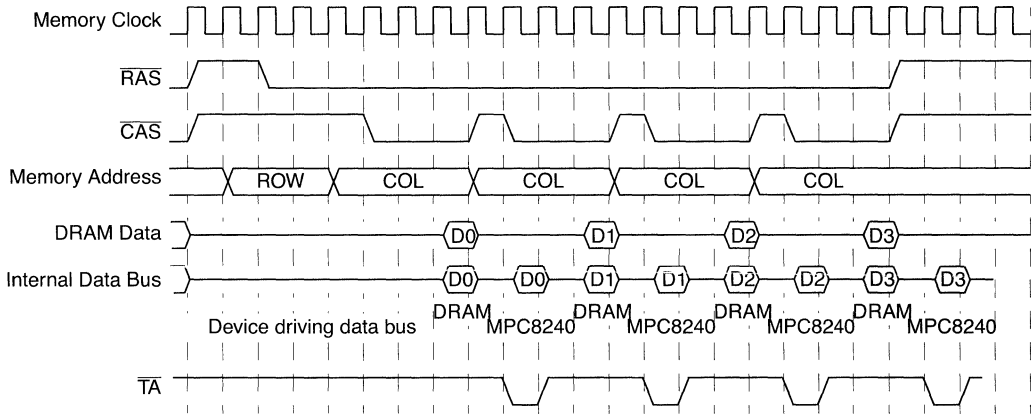 Memory Clock
RAS
CAS
Memory Address ROW COL COL COL COL
DRAM Data D0 D1 D2 D3
Internal Data Bus D0 D0 D1 D1 D2 D2 D3 D3
DRAM DRAM DRAM DRAM
Device driving data bus MPC8240 MPC8240 MPC8240 MPC8240
TA